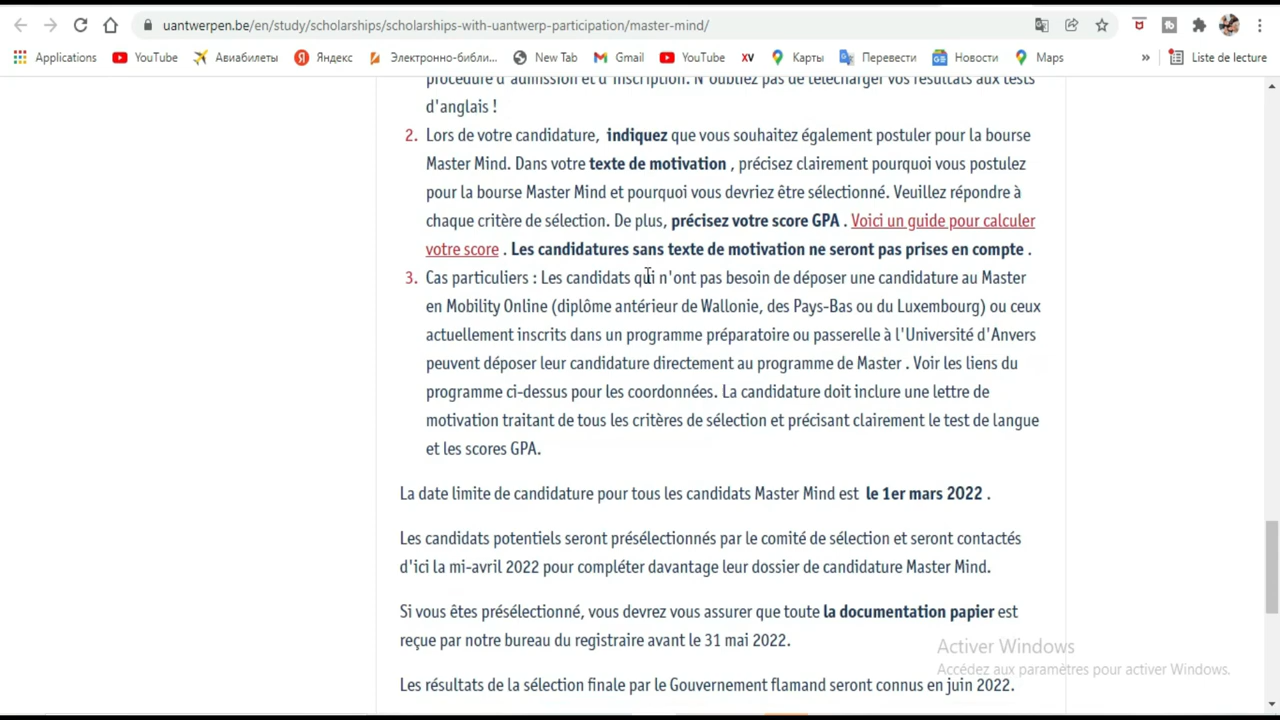 uantwerpen.be/en/study/scholarships/scholarships-with-uantwerp-participation/master-mind/
Applications YouTube Авиабилеты Яндекс Электронно-библи... New Tab Gmail YouTube XV Карты Перевести Новости Maps » Liste de lecture
procédure d'admission et d'inscription. N'oubliez pas de télécharger vos résultats aux tests
d'anglais !
2. Lors de votre candidature, indiquez que vous souhaitez également postuler pour la bourse
Master Mind. Dans votre texte de motivation , précisez clairement pourquoi vous postulez
pour la bourse Master Mind et pourquoi vous devriez être sélectionné. Veuillez répondre à
chaque critère de sélection. De plus, précisez votre score GPA . Voici un guide pour calculer
votre score . Les candidatures sans texte de motivation ne seront pas prises en compte .
3. Cas particuliers : Les candidats qui n'ont pas besoin de déposer une candidature au Master
en Mobility Online (diplôme antérieur de Wallonie, des Pays-Bas ou du Luxembourg) ou ceux
actuellement inscrits dans un programme préparatoire ou passerelle à l'Université d'Anvers
peuvent déposer leur candidature directement au programme de Master . Voir les liens du
programme ci-dessus pour les coordonnées. La candidature doit inclure une lettre de
motivation traitant de tous les critères de sélection et précisant clairement le test de langue
et les scores GPA.
La date limite de candidature pour tous les candidats Master Mind est le 1er mars 2022 .
Les candidats potentiels seront présélectionnés par le comité de sélection et seront contactés
d'ici la mi-avril 2022 pour compléter davantage leur dossier de candidature Master Mind.
Si vous êtes présélectionné, vous devrez vous assurer que toute la documentation papier est
reçue par notre bureau du registraire avant le 31 mai 2022.
Activer Windows
Accédez aux paramètres pour activer Windows.
Les résultats de la sélection finale par le Gouvernement flamand seront connus en juin 2022.